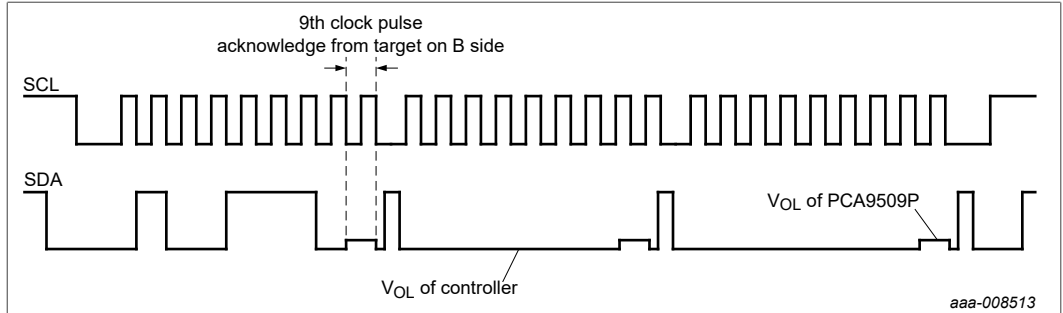 9th clock pulse
acknowledge from target on B side
SCL
SDA
VOL of PCA9509P
VOL of controller
aaa-008513